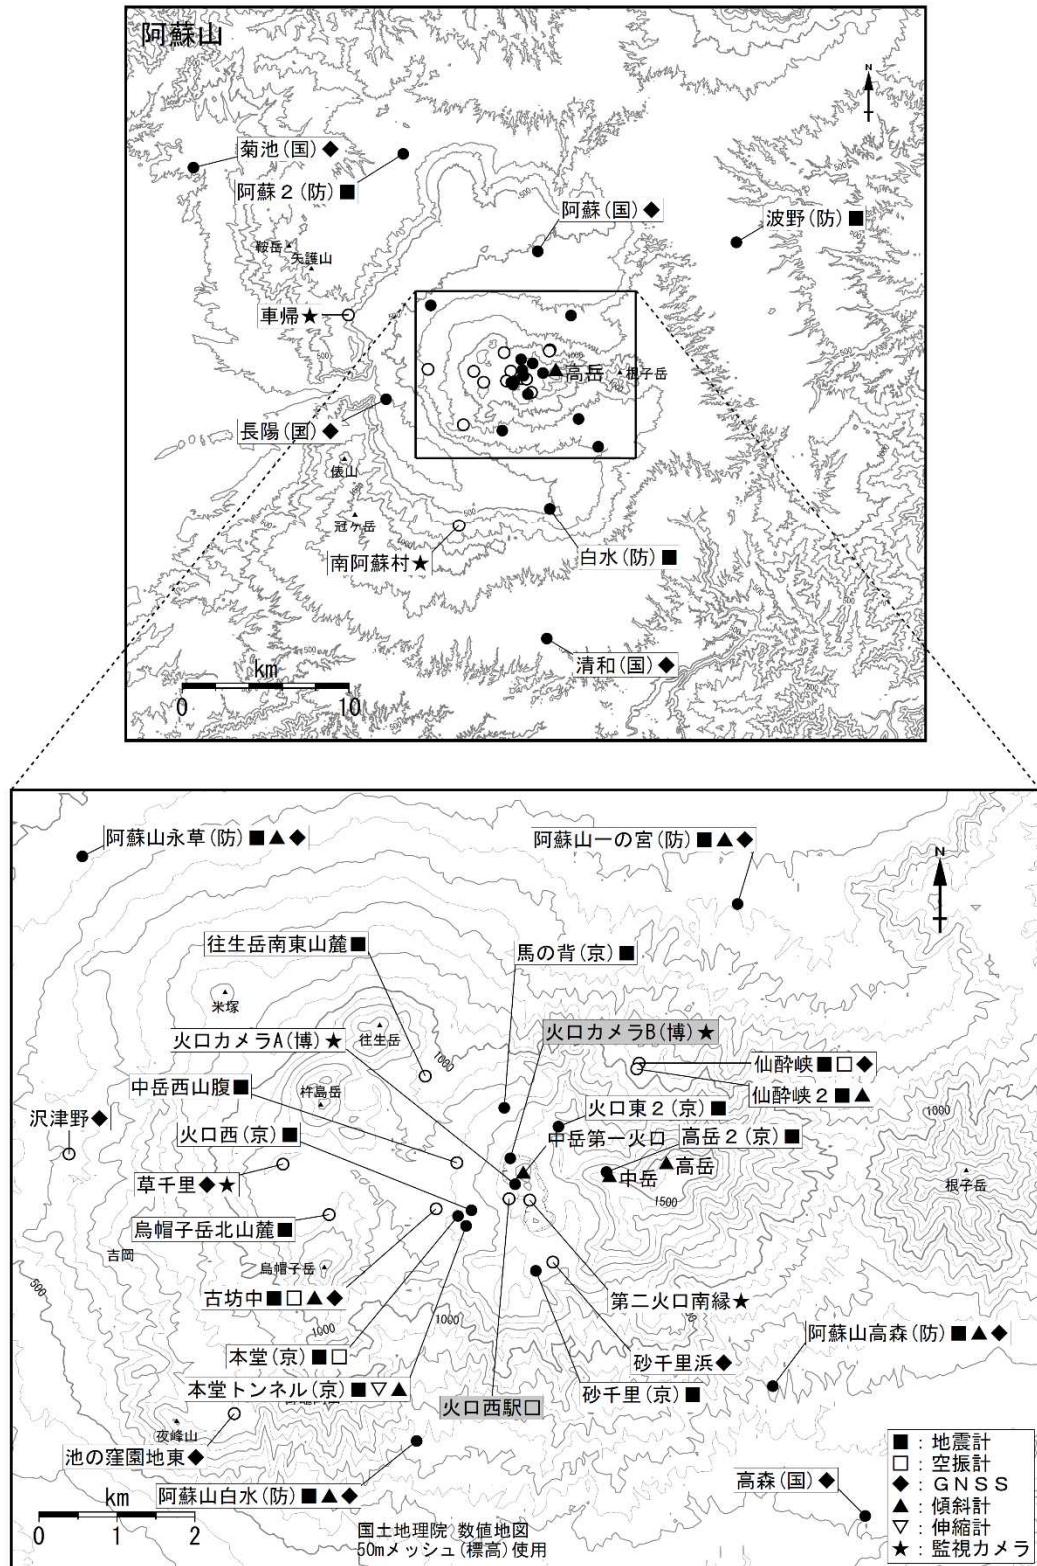 阿蘇山
N
菊池(国)◆
阿蘇2(防)■
阿蘇(国)◆
波野(防)■
鞍岳
矢護山
車帰★
高岳
根子岳
長陽(国)◆
俵山
冠ヶ岳
南阿蘇村★
白水(防)■
清和(国)◆
km
0 10
阿蘇山永草(防)■▲◆
阿蘇山一の宮(防)■▲◆
N
往生岳南東山麓■
馬の背(京)■
米塚
往生岳
火口カメラA(博)★
火口カメラB(博)★
仙酔峡■□◆
仙酔峡2■▲
1000
中岳西山腹■
杵島岳
火口東2(京)■
沢津野◆
火口西(京)■
中岳第一火口
高岳2(京)■
1000
草千里◆★
中岳
高岳
根子岳
1500
烏帽子岳北山麓■
吉岡
烏帽子岳
500
古坊中■□▲◆
第二火口南縁★
1000
1000
阿蘇山高森(防)■▲◆
本堂(京)■□
砂千里浜◆
本堂トンネル(京)■▽▲
火口西駅□
砂千里(京)■
夜峰山
池の窪園地東◆
阿蘇山白水(防)■▲◆
高森(国)◆
km
0 1 2
国土地理院 数値地図
50mメッシュ(標高)使用
■:地震計
□:空振計
◆:GNSS
▲:傾斜計
▽:伸縮計
★:監視カメラ